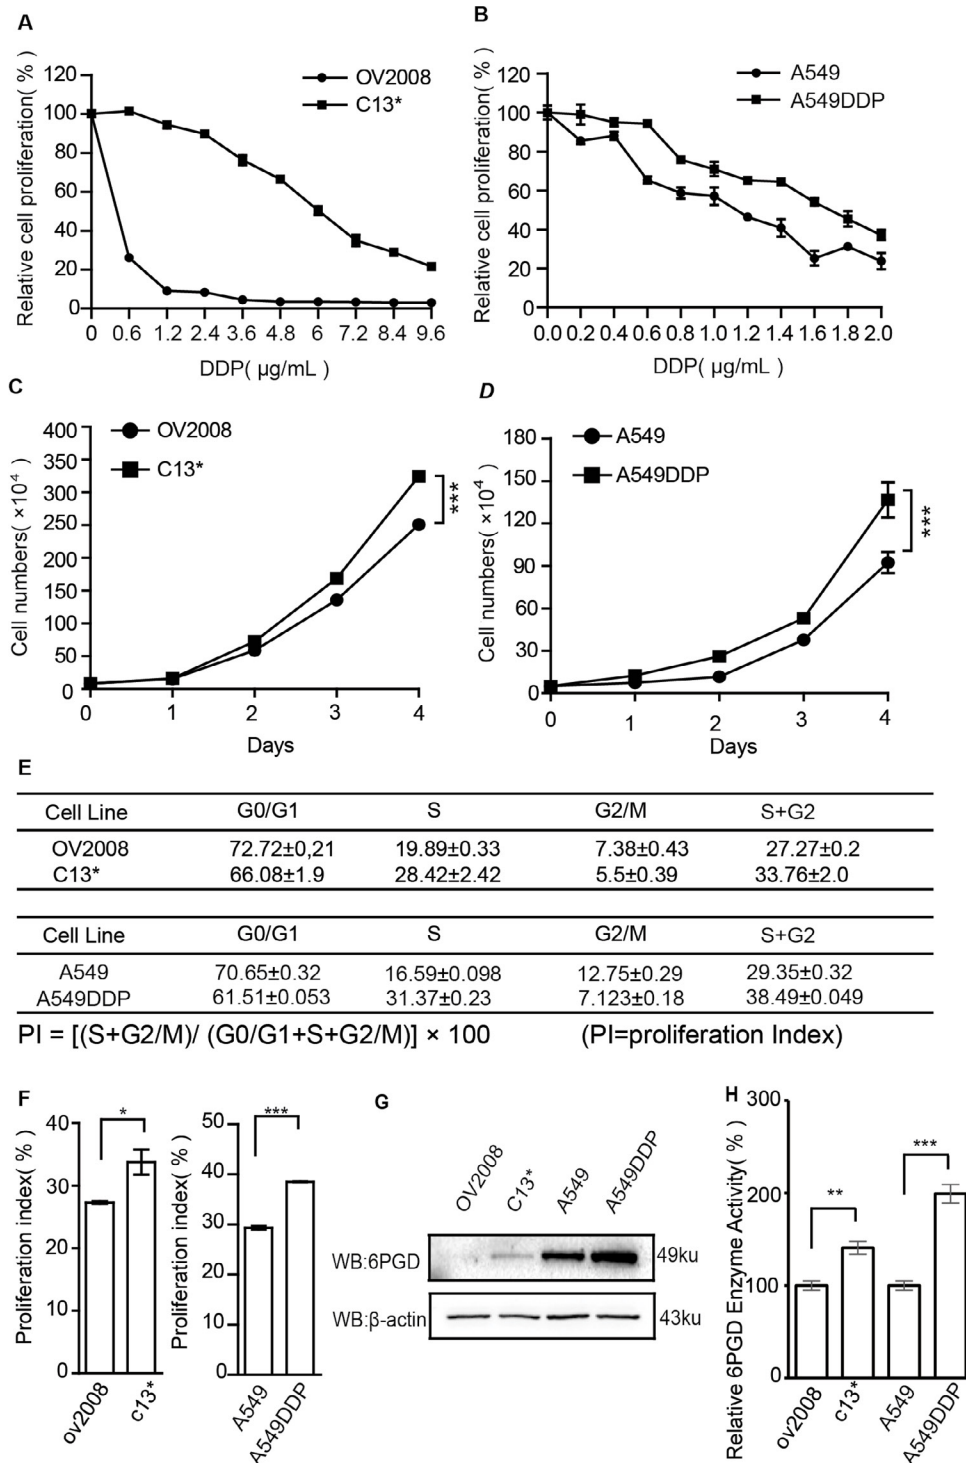 A
Relative cell proliferation( % )
120
100
80
60
40
20
0
0 0.6 1.2 2.4 3.6 4.8 6 7.2 8.4 9.6
DDP( µg/mL )
OV2008
C13*
B
Relative cell proliferation( % )
120
100
80
60
40
20
0
0.0 0.2 0.4 0.6 0.8 1.0 1.2 1.4 1.6 1.8 2.0
DDP( µg/mL )
A549
A549DDP
C
Cell numbers( ×10⁴ )
400
350
300
250
200
150
100
50
0
0 1 2 3 4
Days
OV2008
C13*
***
D
Cell numbers( ×10⁴ )
180
150
120
90
60
30
0
0 1 2 3 4
Days
A549
A549DDP
***
E
Cell Line G0/G1 S G2/M S+G2
OV2008 72.72±0,21 19.89±0.33 7.38±0.43 27.27±0.2
C13* 66.08±1.9 28.42±2.42 5.5±0.39 33.76±2.0
Cell Line G0/G1 S G2/M S+G2
A549 70.65±0.32 16.59±0.098 12.75±0.29 29.35±0.32
A549DDP 61.51±0.053 31.37±0.23 7.123±0.18 38.49±0.049
PI = [(S+G2/M)/ (G0/G1+S+G2/M)] × 100 (PI=proliferation Index)
F
Proliferation index( % )
40
30
20
10
0
*
ov2008 c13*
Proliferation index( % )
50
40
30
20
10
0
***
A549 A549DDP
G
OV2008 C13* A549 A549DDP
WB:6PGD 49ku
WB:β-actin 43ku
H
Relative 6PGD Enzyme Activity( % )
300
200
100
0
**
***
ov2008 c13* A549 A549DDP